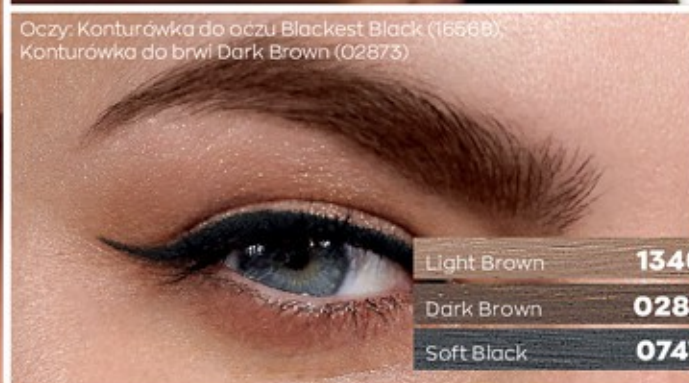 Oczy: Konturówka do oczu Blackest Black (16568),
Konturówka do brwi Dark Brown (02873)
Light Brown
Dark Brown
Soft Black